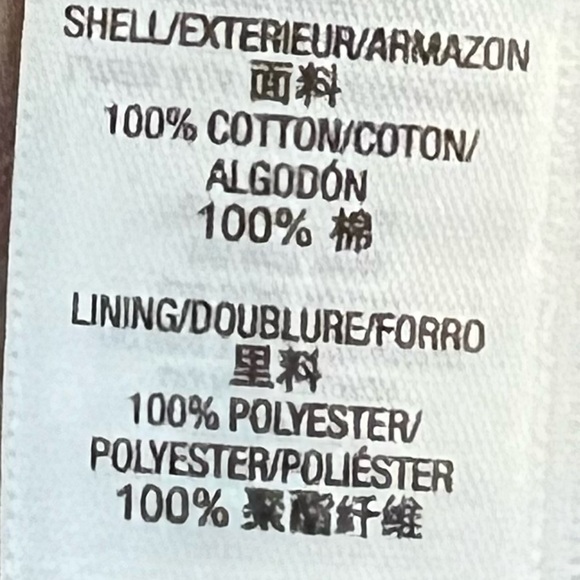 SHELL/EXTERIEUR/ARMAZON
面料
100% COTTON/COTON/
ALGODÓN
100% 棉
LINING/DOUBLURE/FORRO
里料
100% POLYESTER/
POLYESTER/POLIÉSTER
100% 聚酯纤维